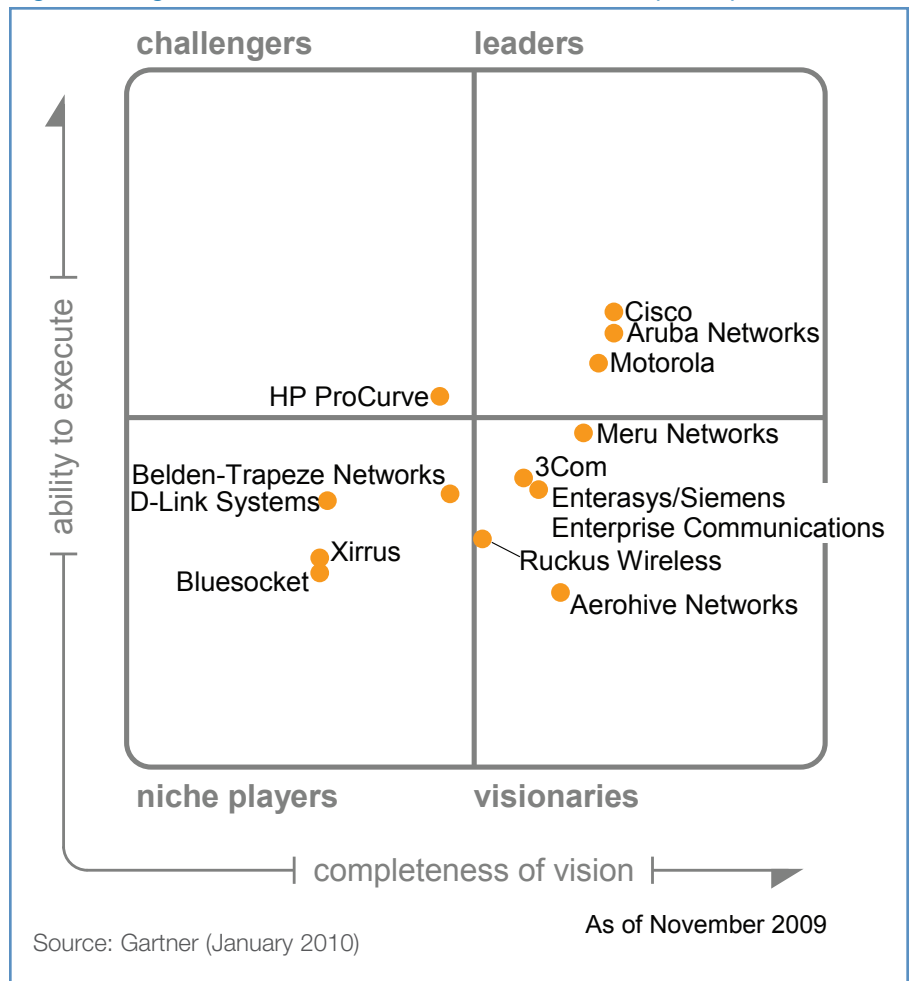 challengers
leaders
ability to execute
Cisco
Aruba Networks
Motorola
HP ProCurve
Meru Networks
Belden-Trapeze Networks
3Com
D-Link Systems
Enterasys/Siemens
Enterprise Communications
Xirrus
Ruckus Wireless
Bluesocket
Aerohive Networks
niche players
visionaries
completeness of vision
As of November 2009
Source: Gartner (January 2010)